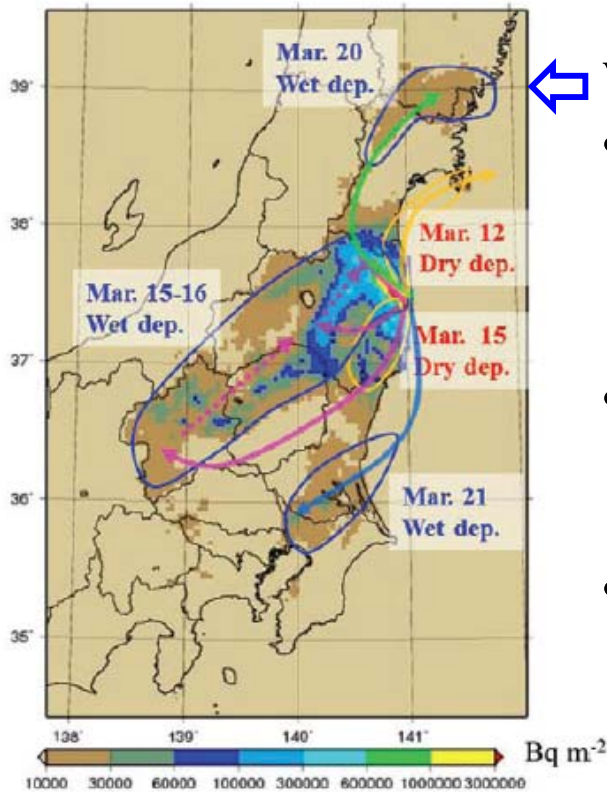 Mar. 20
Wet dep.
39
38
Mar. 12
Dry dep.
Mar. 15-16
Wet dep.
37
Mar. 15
Dry dep.
36
Mar. 21
Wet dep.
35
138 139 140 141
Bq m-2
10000 30000 60000 100000 300000 600000 1000000 3000000